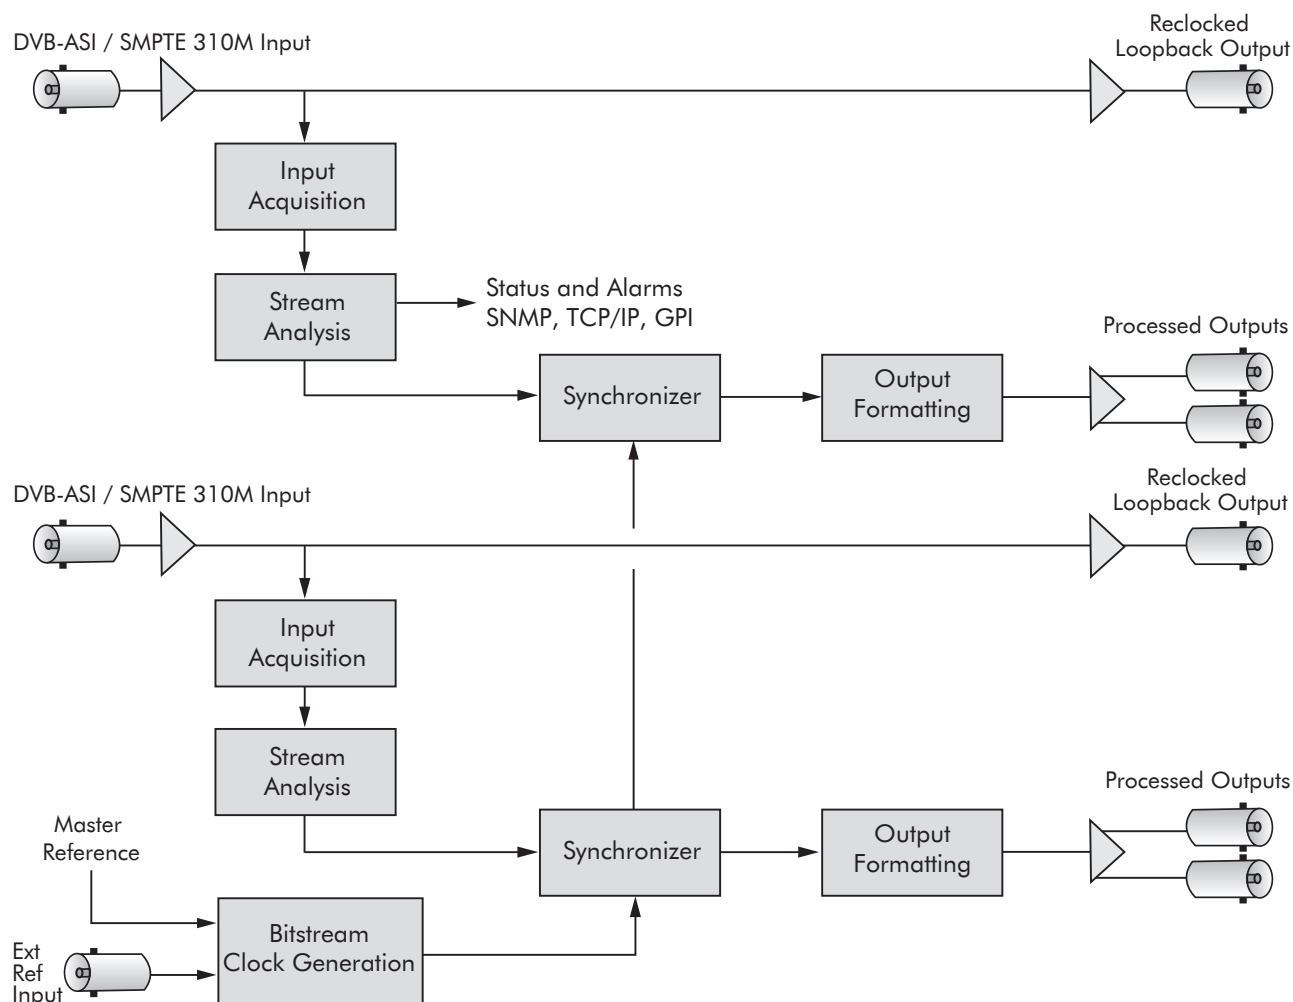 Reclocked
Loopback Output
DVB-ASI / SMPTE 310M Input
Input
Acquisition
Stream
Analysis
Status and Alarms
SNMP, TCP/IP, GPI
Processed Outputs
Synchronizer
Output
Formatting
Reclocked
Loopback Output
DVB-ASI / SMPTE 310M Input
Input
Acquisition
Stream
Analysis
Processed Outputs
Master
Reference
Synchronizer
Output
Formatting
Bitstream
Clock Generation
Ext
Ref
Input